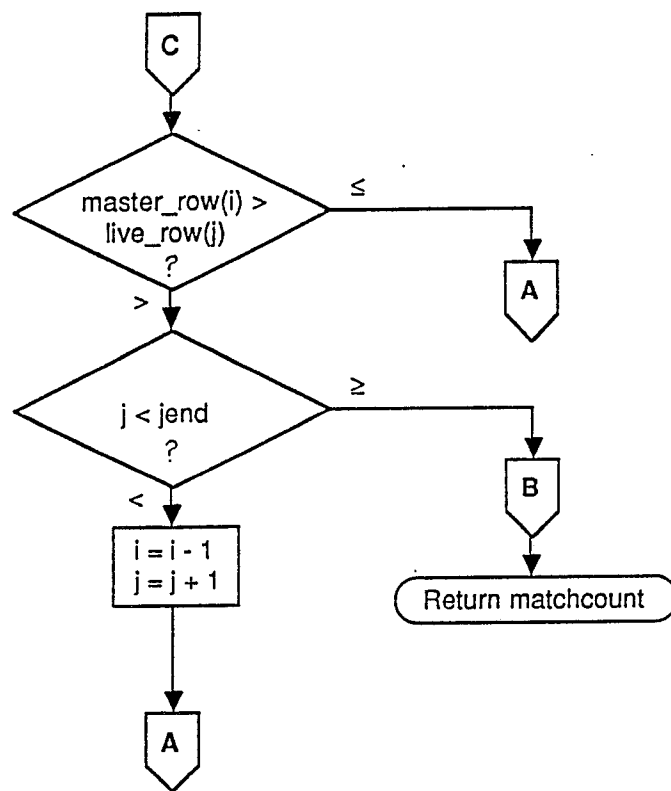 C
master_row(i) >
live_row(j)
?
≤
A
>
j < jend
?
≥
B
<
i = i - 1
j = j + 1
Return matchcount
A